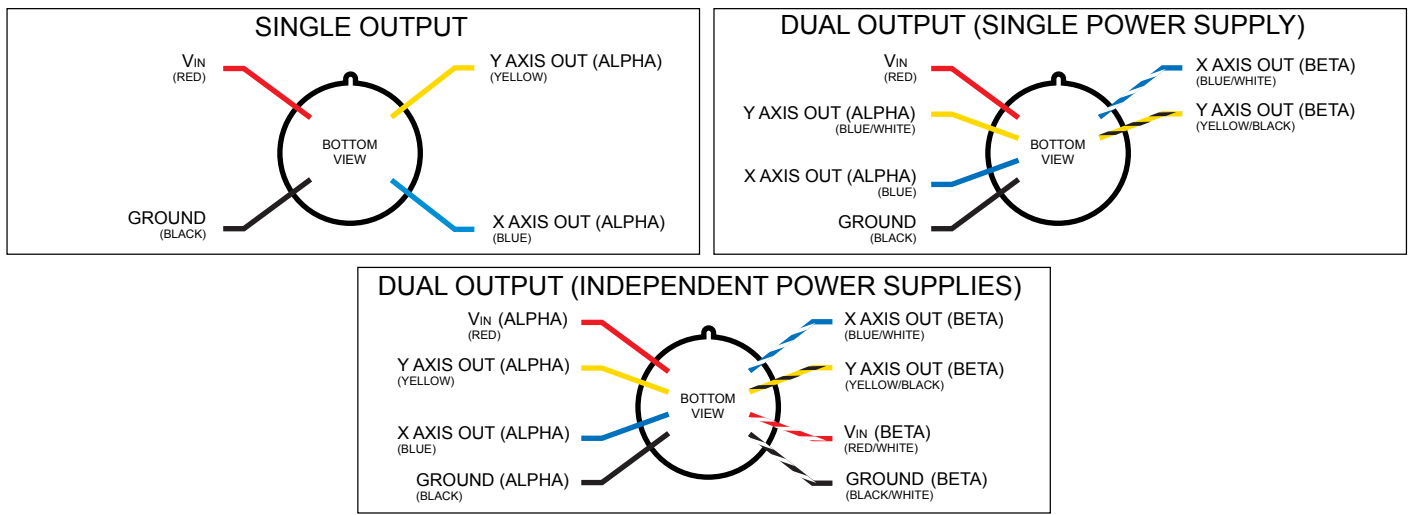 SINGLE OUTPUT
VIN
(RED)
Y AXIS OUT (ALPHA)
(YELLOW)
BOTTOM
VIEW
GROUND
(BLACK)
X AXIS OUT (ALPHA)
(BLUE)
DUAL OUTPUT (SINGLE POWER SUPPLY)
VIN
(RED)
X AXIS OUT (BETA)
(BLUE/WHITE)
Y AXIS OUT (ALPHA)
(BLUE/WHITE)
Y AXIS OUT (BETA)
(YELLOW/BLACK)
BOTTOM
VIEW
X AXIS OUT (ALPHA)
(BLUE)
GROUND
(BLACK)
DUAL OUTPUT (INDEPENDENT POWER SUPPLIES)
VIN (ALPHA)
(RED)
X AXIS OUT (BETA)
(BLUE/WHITE)
Y AXIS OUT (ALPHA)
(YELLOW)
Y AXIS OUT (BETA)
(YELLOW/BLACK)
BOTTOM
VIEW
X AXIS OUT (ALPHA)
(BLUE)
VIN (BETA)
(RED/WHITE)
GROUND (ALPHA)
(BLACK)
GROUND (BETA)
(BLACK/WHITE)